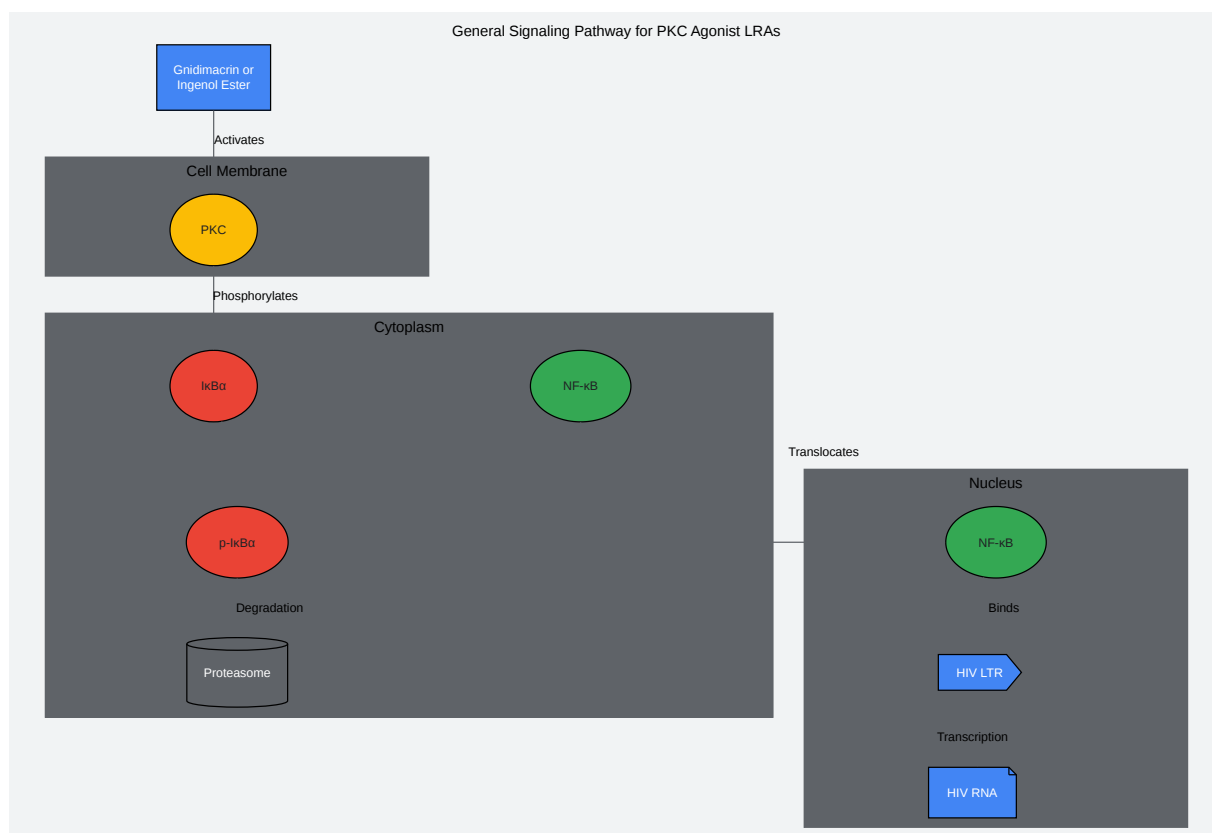 General Signaling Pathway for PKC Agonist LRAs
Gnidimacrin or
Ingenol Ester
Activates
Cell Membrane
PKC
Phosphorylates
Cytoplasm
IκBα
NF-κB
Translocates
Nucleus
p-IκBα
NF-κB
Degradation
Binds
Proteasome
HIV LTR
Transcription
HIV RNA